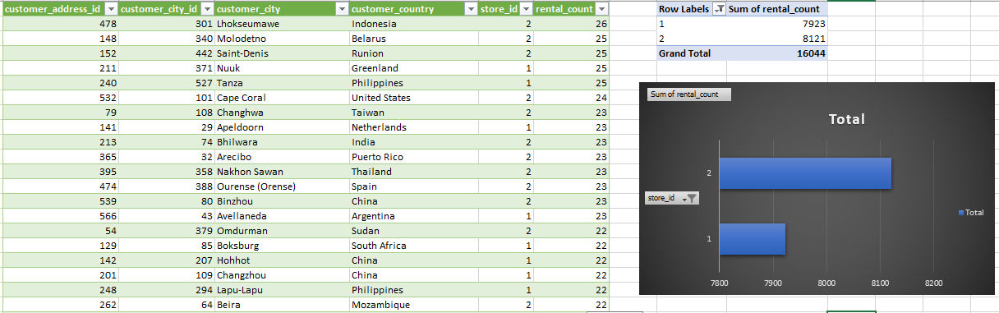 customer_address_id customer_city_id customer_city customer_country store_id rental_count
478 301 Lhokseumawe Indonesia 2 26
148 340 Molodetno Belarus 2 25
152 442 Saint-Denis Runion 2 25
211 371 Nuuk Greenland 1 25
240 527 Tanza Philippines 1 25
532 101 Cape Coral United States 2 24
79 108 Changhwa Taiwan 2 23
141 29 Apeldoorn Netherlands 1 23
213 74 Bhilwara India 2 23
365 32 Arecibo Puerto Rico 2 23
395 358 Nakhon Sawan Thailand 2 23
474 388 Ourense (Orense) Spain 2 23
539 80 Binzhou China 2 23
566 43 Avellaneda Argentina 1 23
54 379 Omdurman Sudan 2 22
129 85 Boksburg South Africa 1 22
142 207 Hohhot China 1 22
201 109 Changzhou China 1 22
248 294 Lapu-Lapu Philippines 1 22
262 64 Beira Mozambique 2 22
Row Labels Sum of rental_count
1 7923
2 8121
Grand Total 16044
Sum of rental_count
Total
2
store_id
Total
1
7800 7900 8000 8100 8200